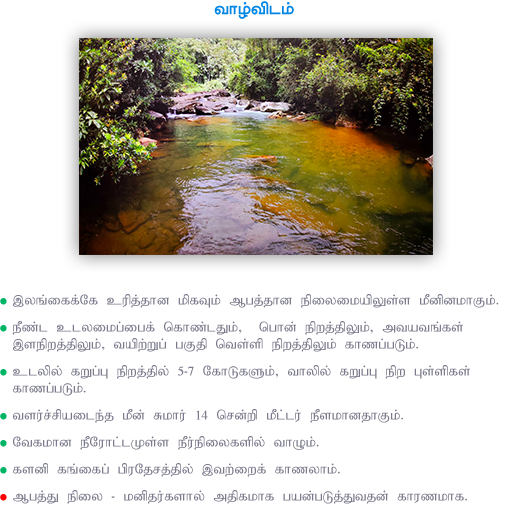 வாழ்விடம்
இலங்கைக்கே உரித்தான மிகவும் ஆபத்தான நிலைமையிலுள்ள மீனினமாகும்.
நீண்ட உடலமைப்பைக் கொண்டதும், பொன் நிறத்திலும், அவயவங்கள்
இளநிறத்திலும், வயிற்றுப் பகுதி வெள்ளி நிறத்திலும் காணப்படும்.
உடலில் கறுப்பு நிறத்தில் 5-7 கோடுகளும், வாலில் கறுப்பு நிற புள்ளிகள்
காணப்படும்.
வளர்ச்சியடைந்த மீன் சுமார் 14 சென்றி மீட்டர் நீளமானதாகும்.
வேகமான நீரோட்டமுள்ள நீர்நிலைகளில் வாழும்.
களனி கங்கைப் பிரதேசத்தில் இவற்றைக் காணலாம்.
ஆபத்து நிலை - மனிதர்களால் அதிகமாக பயன்படுத்துவதன் காரணமாக.